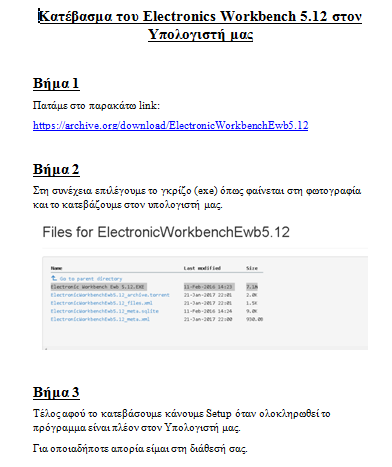 Κατέβασμα του Electronics Workbench 5.12 στον
Υπολογιστή μας
Βήμα 1
Πατάμε στο παρακάτω link:
https://archive.org/download/ElectronicWorkbenchEwb5.12
Βήμα 2
Στη συνέχεια επιλέγουμε το γκρίζο (exe) όπως φαίνεται στη φωτογραφία
και το κατεβάζουμε στον υπολογιστή μας.
Files for ElectronicWorkbenchEwb5.12
Name Last modified Size
Go to parent directory
Electronic Workbench Ewb 5.12.EXE 11-Feb-2016 14:23 7.1M
ElectronicWorkbenchEwb5.12_archive.torrent 21-Jan-2017 22:01 2.0K
ElectronicWorkbenchEwb5.12_files.xml 21-Jan-2017 22:01 1.5K
ElectronicWorkbenchEwb5.12_meta.sqlite 11-Feb-2016 14:24 9.0K
ElectronicWorkbenchEwb5.12_meta.xml 21-Jan-2017 22:00 950.0B
Βήμα 3
Τέλος αφού το κατεβάσουμε κάνουμε Setup όταν ολοκληρωθεί το
πρόγραμμα είναι πλέον στον Υπολογιστή μας.
Για οποιαδήποτε απορία είμαι στη διάθεσή σας.